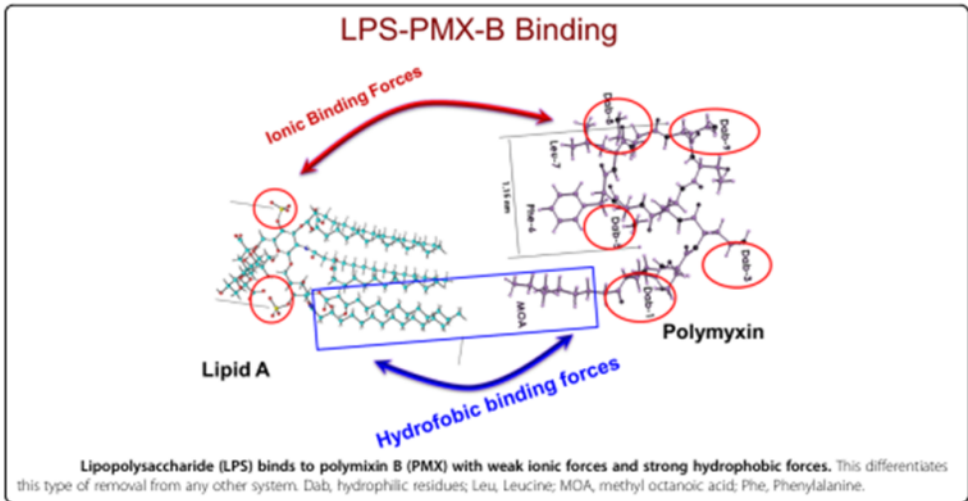 LPS-PMX-B Binding
Ionic Binding Forces
Dab-8
Dab-9
Leu-7
1.16 nm
Phe-6
Dab-5
Dab-3
Dab-1
MOA
Polymyxin
Lipid A
Hydrofobic binding forces
Lipopolysaccharide (LPS) binds to polimixin B (PMX) with weak ionic forces and strong hydrophobic forces. This differentiates
this type of removal from any other system. Dab, hydrophilic residues; Leu, Leucine; MOA, methyl octanoic acid; Phe, Phenylalanine.